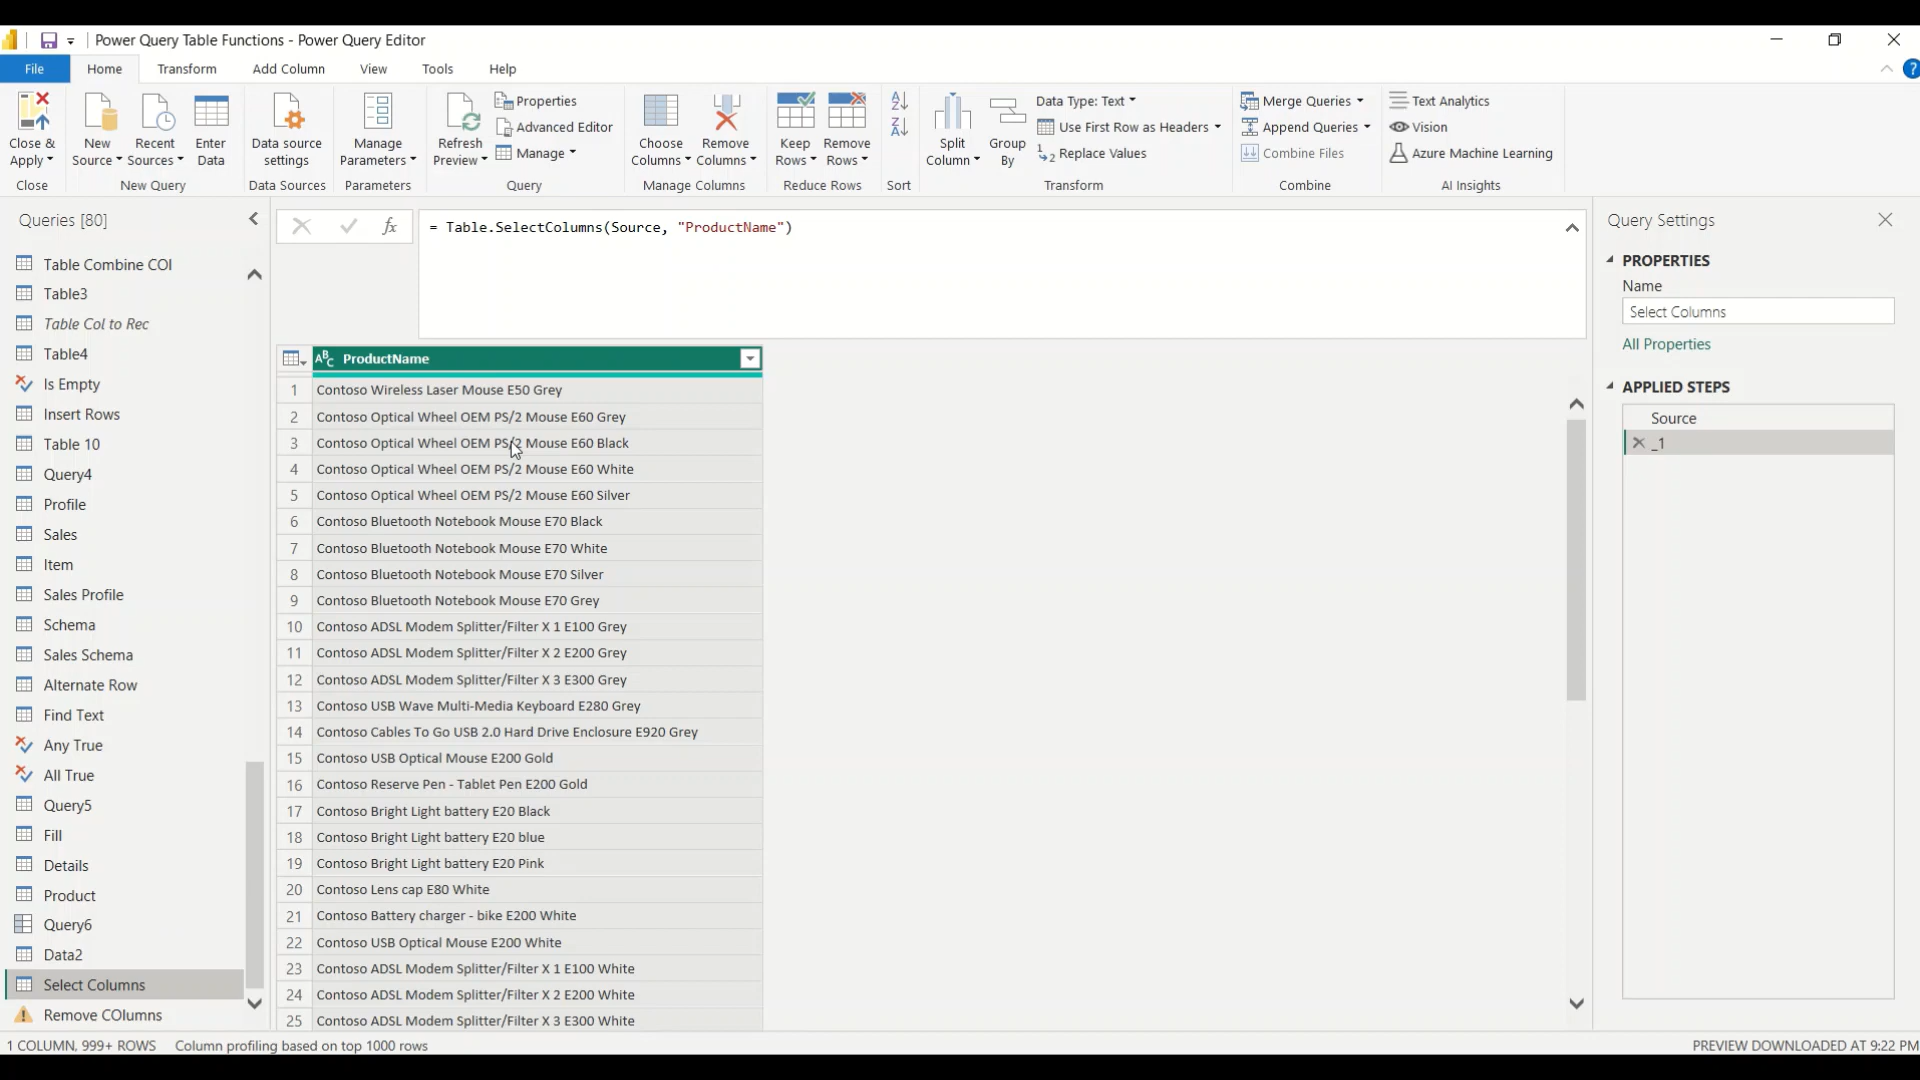 Power Query Table Functions - Power Query Editor
File Home Transform Add Column View Tools Help
Close & Apply
Close
New Source
Recent Sources
Enter Data
New Query
Data source settings
Data Sources
Manage Parameters
Parameters
Refresh Preview
Properties
Advanced Editor
Manage
Query
Choose Columns
Remove Columns
Manage Columns
Keep Rows
Remove Rows
Reduce Rows
Sort
Split Column
Group By
Data Type: Text
Use First Row as Headers
Replace Values
Transform
Merge Queries
Append Queries
Combine Files
Combine
Text Analytics
Vision
Azure Machine Learning
AI Insights
Queries [80]
Table Combine COI
Table3
Table Col to Rec
Table4
Is Empty
Insert Rows
Table 10
Query4
Profile
Sales
Item
Sales Profile
Schema
Sales Schema
Alternate Row
Find Text
Any True
All True
Query5
Fill
Details
Product
Query6
Data2
Select Columns
Remove COlumns
fx
= Table.SelectColumns(Source, "ProductName")
ABC ProductName
1 Contoso Wireless Laser Mouse E50 Grey
2 Contoso Optical Wheel OEM PS/2 Mouse E60 Grey
3 Contoso Optical Wheel OEM PS/2 Mouse E60 Black
4 Contoso Optical Wheel OEM PS/2 Mouse E60 White
5 Contoso Optical Wheel OEM PS/2 Mouse E60 Silver
6 Contoso Bluetooth Notebook Mouse E70 Black
7 Contoso Bluetooth Notebook Mouse E70 White
8 Contoso Bluetooth Notebook Mouse E70 Silver
9 Contoso Bluetooth Notebook Mouse E70 Grey
10 Contoso ADSL Modem Splitter/Filter X 1 E100 Grey
11 Contoso ADSL Modem Splitter/Filter X 2 E200 Grey
12 Contoso ADSL Modem Splitter/Filter X 3 E300 Grey
13 Contoso USB Wave Multi-Media Keyboard E280 Grey
14 Contoso Cables To Go USB 2.0 Hard Drive Enclosure E920 Grey
15 Contoso USB Optical Mouse E200 Gold
16 Contoso Reserve Pen - Tablet Pen E200 Gold
17 Contoso Bright Light battery E20 Black
18 Contoso Bright Light battery E20 blue
19 Contoso Bright Light battery E20 Pink
20 Contoso Lens cap E80 White
21 Contoso Battery charger - bike E200 White
22 Contoso USB Optical Mouse E200 White
23 Contoso ADSL Modem Splitter/Filter X 1 E100 White
24 Contoso ADSL Modem Splitter/Filter X 2 E200 White
25 Contoso ADSL Modem Splitter/Filter X 3 E300 White
Query Settings
PROPERTIES
Name
Select Columns
All Properties
APPLIED STEPS
Source
_1
1 COLUMN, 999+ ROWS Column profiling based on top 1000 rows
PREVIEW DOWNLOADED AT 9:22 PM